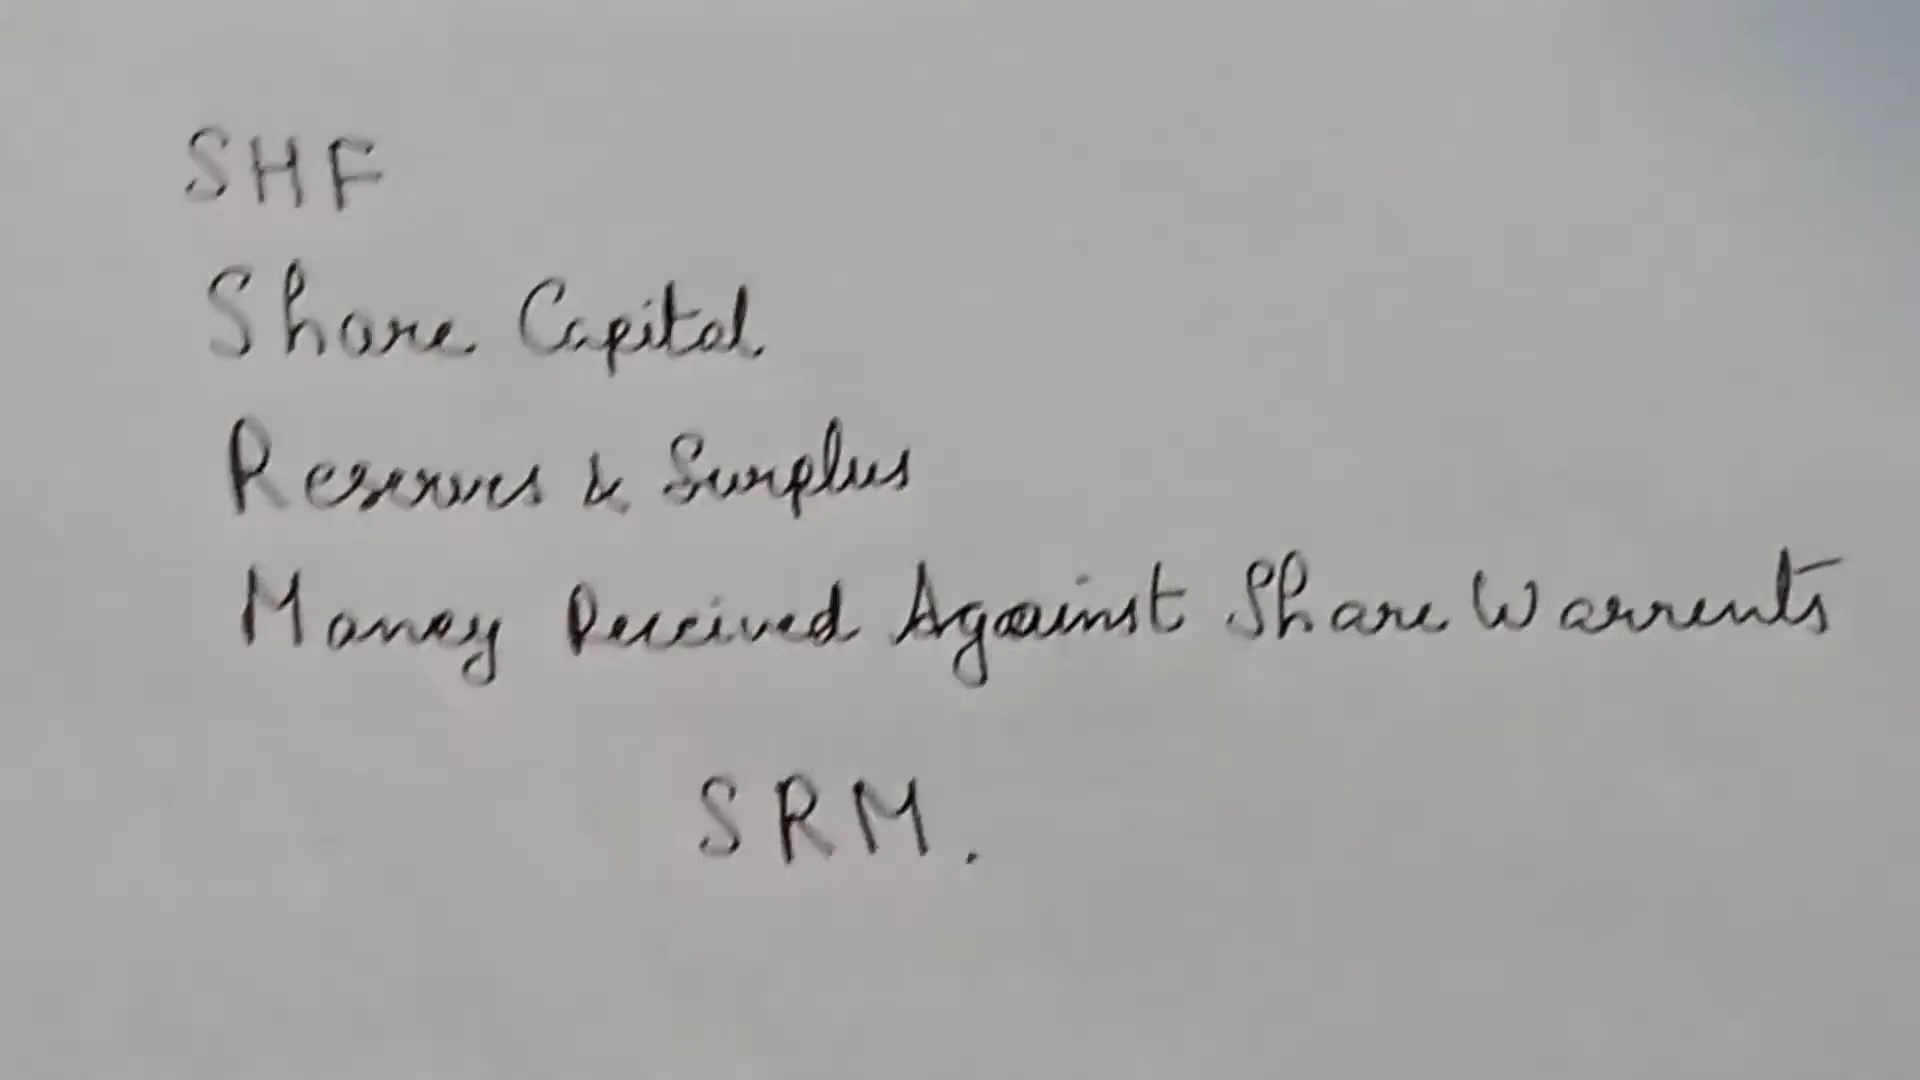 SHF
Share Capital
Reserves & Surplus
Money Received Against Share Warrents
SRM.